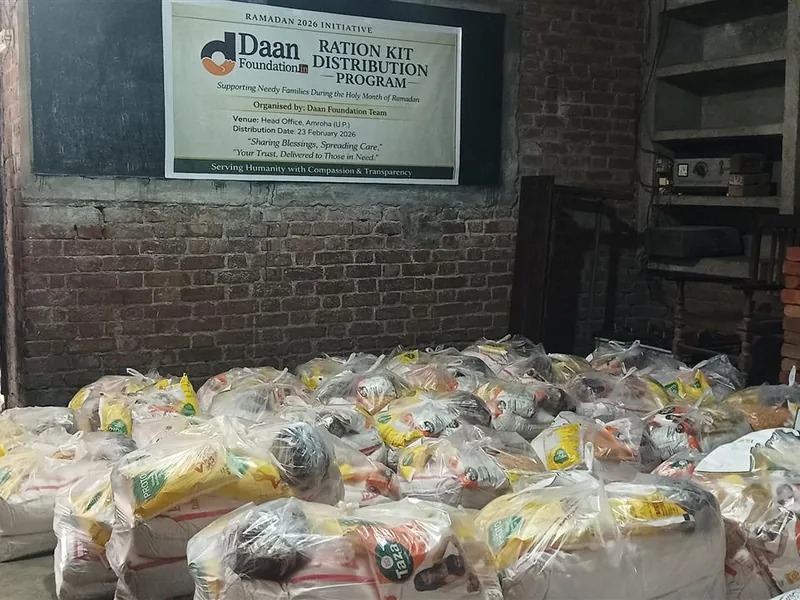 RAMADAN 2026 INITIATIVE
Daan
Foundation.in
RATION KIT
DISTRIBUTION
PROGRAM
Supporting Needy Families During the Holy Month of Ramadan
Organised by: Daan Foundation Team
Venue: Head Office, Amroha (U.P.)
Distribution Date: 23 February 2026
"Sharing Blessings, Spreading Care,"
"Your Trust, Delivered to Those in Need."
Serving Humanity with Compassion & Transparency
Taaza